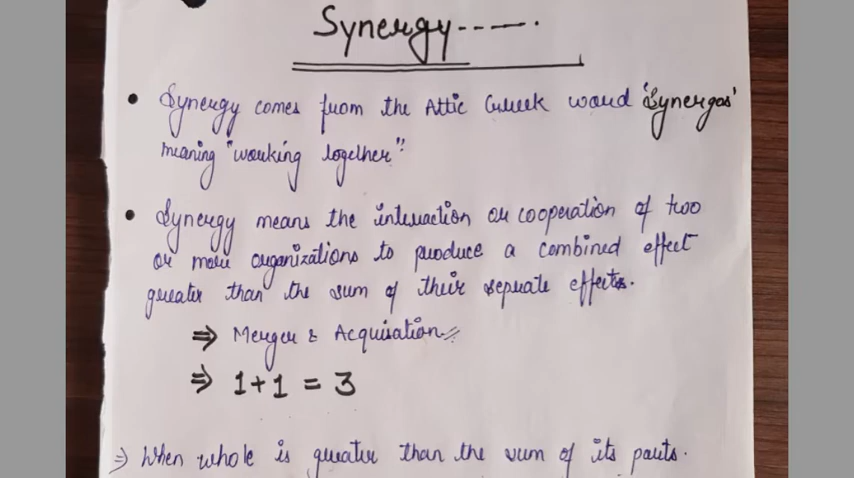 Synergy-----.
• Synergy comes from the Attic Greek word 'Synergos'
meaning "working together"
• Synergy means the interaction or cooperation of two
or more organizations to produce a combined effect
greater than the sum of their seprate effects.
⇒ Merger & Acquisation
⇒ 1+1 = 3
⇒ When whole is greater than the sum of its parts.